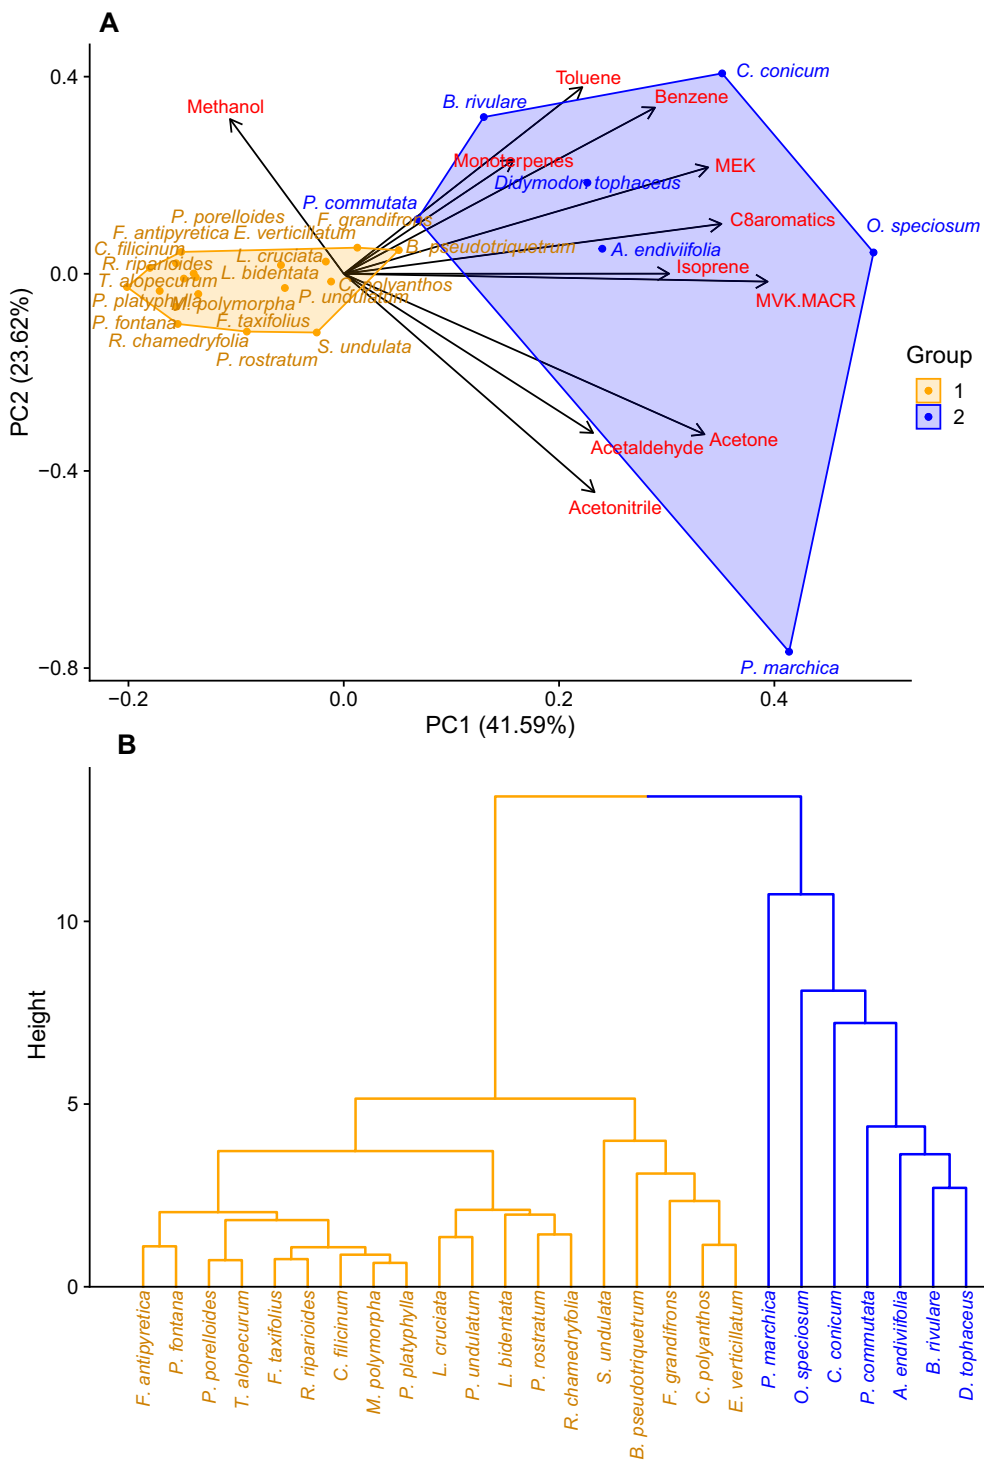 A
0.4
0.0
−0.4
−0.8
PC2 (23.62%)
Methanol
Toluene
Benzene
C. conicum
B. rivulare
Monoterpenes
MEK
Didymodon tophaceus
P. commutata
P. porelloides
F. grandifrons
C8aromatics
O. speciosum
F. antipyretica
E. verticillatum
C. filicinum
L. cruciata
B. pseudotriquetrum
A. endiviifolia
R. riparioides
L. bidentata
Isoprene
T. alopecurum
C. polyanthos
P. platyphylla
M. polymorpha
P. undulatum
MVK.MACR
P. fontana
F. taxifolius
R. chamedryfolia
S. undulata
P. rostratum
Acetaldehyde
Acetone
Acetonitrile
P. marchica
Group
1
2
−0.2
0.0
0.2
0.4
PC1 (41.59%)
B
10
5
0
Height
F. antipyretica
P. fontana
P. porelloides
T. alopecurum
F. taxifolius
R. riparioides
C. filicinum
M. polymorpha
P. platyphylla
L. cruciata
P. undulatum
L. bidentata
P. rostratum
R. chamedryfolia
S. undulata
B. pseudotriquetrum
F. grandifrons
C. polyanthos
E. verticillatum
P. marchica
O. speciosum
C. conicum
P. commutata
A. endiviifolia
B. rivulare
D. tophaceus